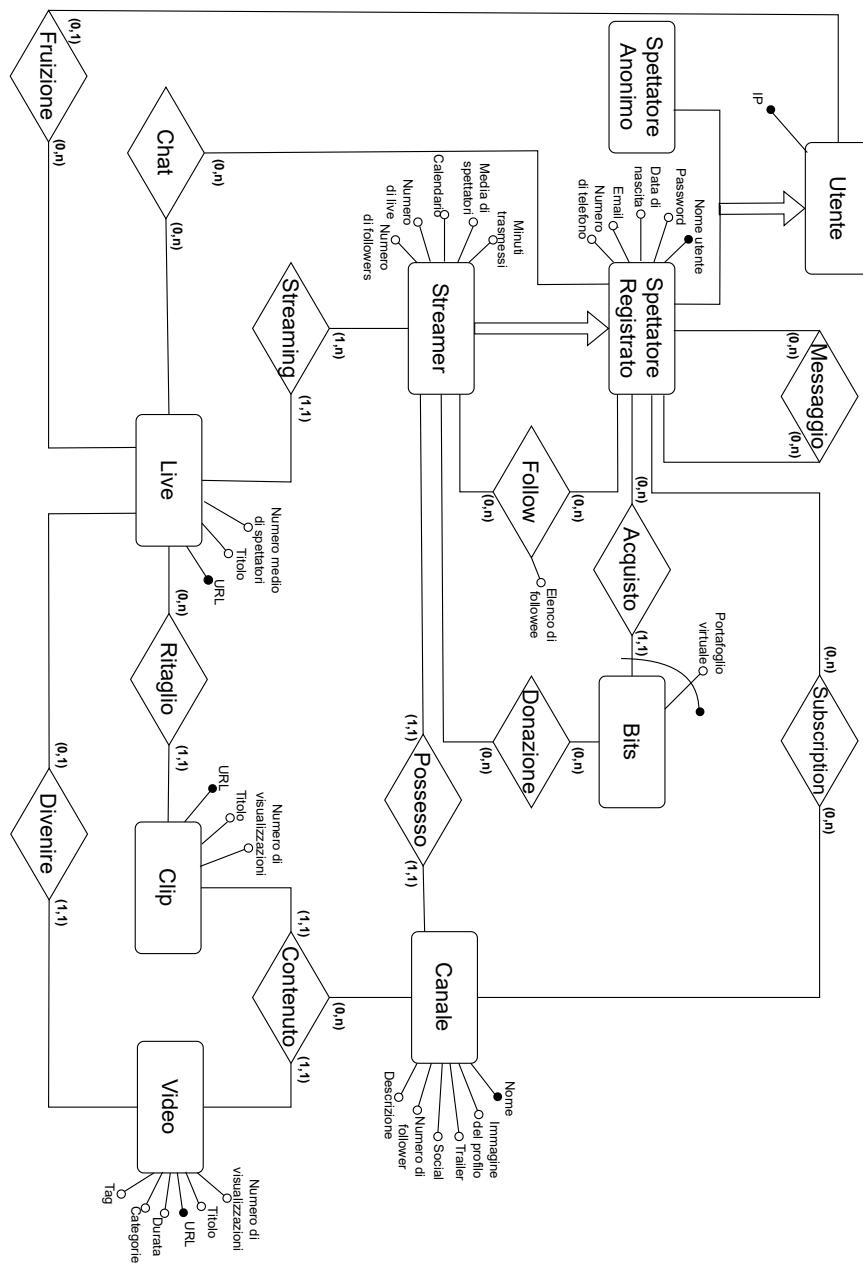 Utente
IP
Messaggio
(0,n)
(0,n)
Subscription
(0,n)
(0,n)
Spettatore
Anonimo
Nome utente
Password
Data di
nascita
Email
Numero
di telefono
Spettatore
Registrato
Acquisto
(0,n)
(1,1)
Portafoglio
virtuale
Bits
Follow
(0,n)
(0,n)
Elenco di
followee
Donazione
(0,n)
(0,n)
Minuti
trasmessi
Media di
spettatori
Calendario
Numero
di live
Numero
di followers
Streamer
Possesso
(1,1)
(1,1)
Canale
Nome
Immagine
del profilo
Trailer
Social
Numero di
follower
Descrizione
Streaming
(1,n)
(1,1)
Contenuto
(0,n)
(1,1)
(1,1)
Chat
(0,n)
(0,n)
Live
Numero medio
di spettatori
Titolo
URL
Ritaglio
(0,n)
(1,1)
Clip
Numero di
visualizzazioni
Titolo
URL
Video
Numero di
visualizzazioni
Titolo
URL
Durata
Categorie
Tag
Fruizione
(0,1)
(0,n)
Divenire
(0,1)
(1,1)